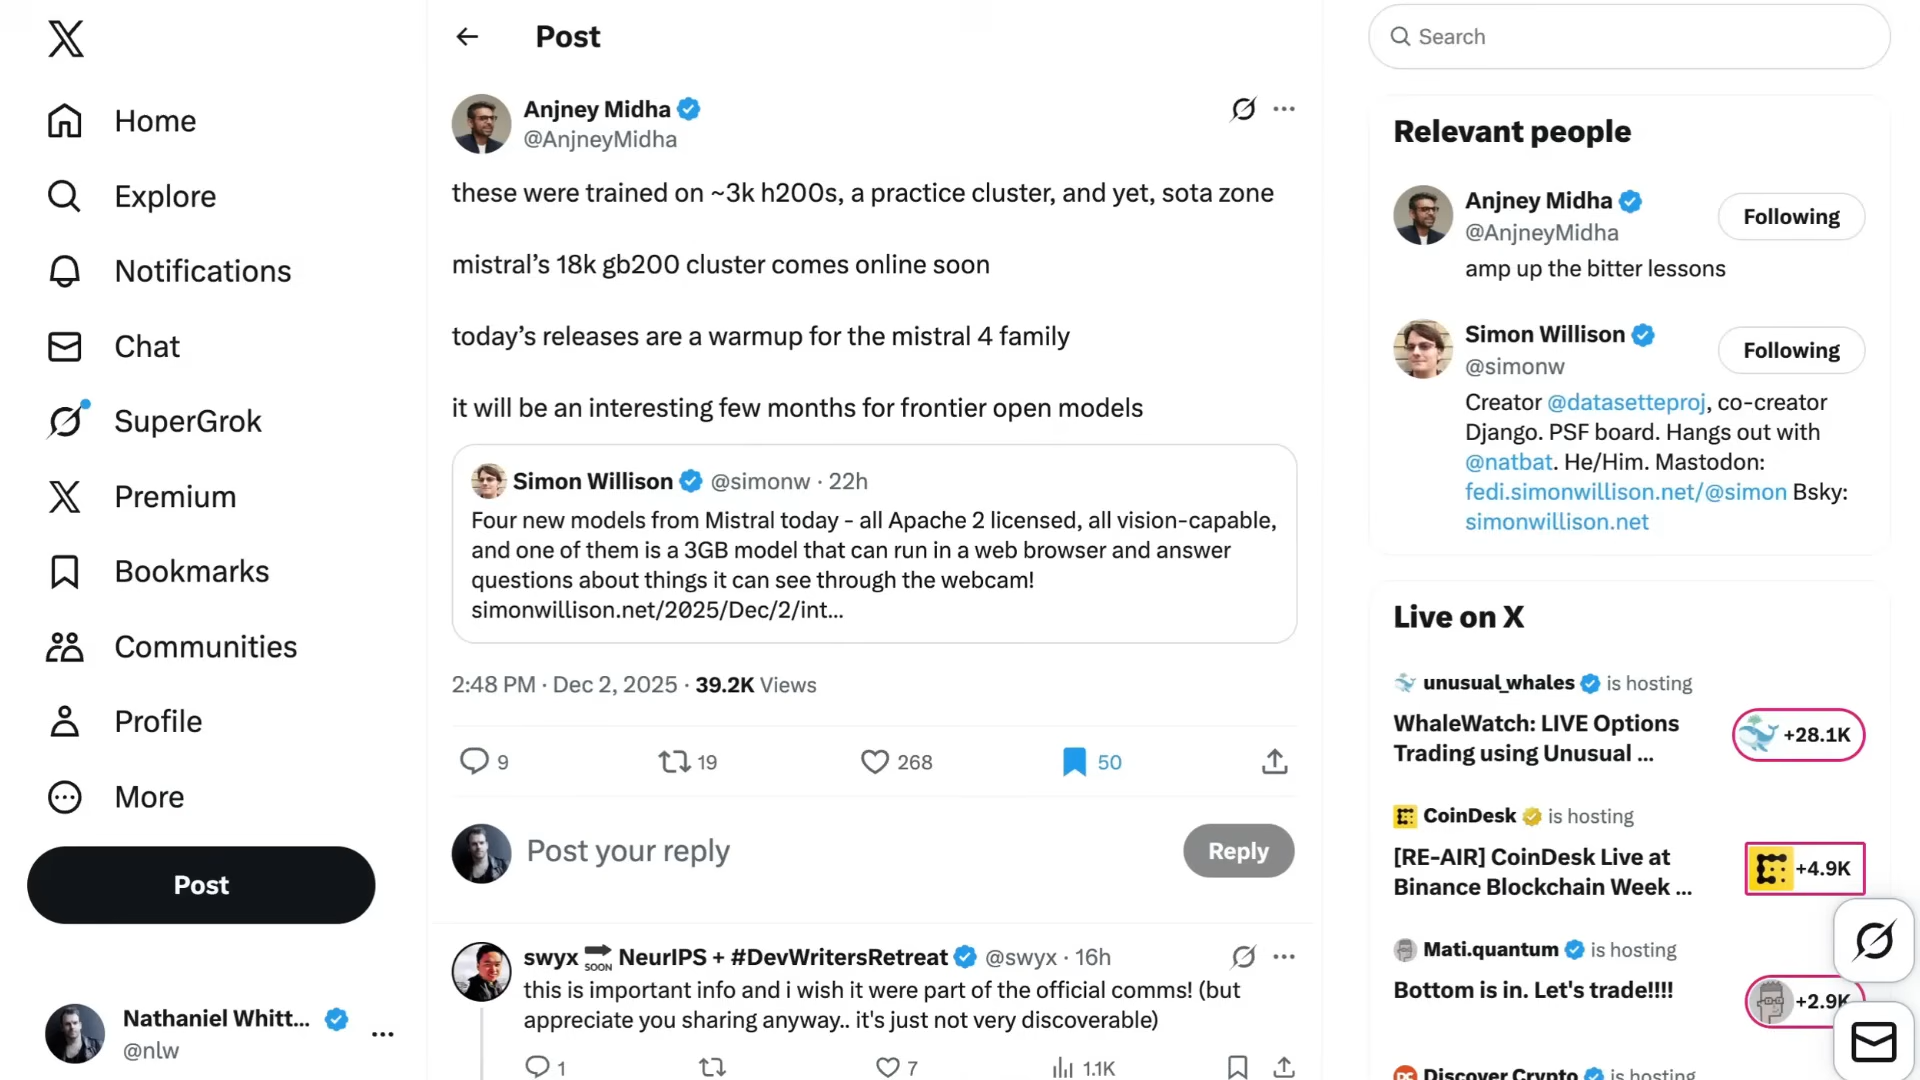 Home
Explore
Notifications
Chat
SuperGrok
Premium
Bookmarks
Communities
Profile
More
Post
Nathaniel Whitt...
@nlw
Post
Anjney Midha
@AnjneyMidha
these were trained on ~3k h200s, a practice cluster, and yet, sota zone
mistral’s 18k gb200 cluster comes online soon
today’s releases are a warmup for the mistral 4 family
it will be an interesting few months for frontier open models
Simon Willison @simonw · 22h
Four new models from Mistral today - all Apache 2 licensed, all vision-capable,
and one of them is a 3GB model that can run in a web browser and answer
questions about things it can see through the webcam!
simonwillison.net/2025/Dec/2/int...
2:48 PM · Dec 2, 2025 · 39.2K Views
9 19 268 50
Post your reply
Reply
swyx SOON NeurIPS + #DevWritersRetreat @swyx · 16h
this is important info and i wish it were part of the official comms! (but
appreciate you sharing anyway.. it's just not very discoverable)
1 7 1.1K
Search
Relevant people
Anjney Midha
@AnjneyMidha
Following
amp up the bitter lessons
Simon Willison
@simonw
Following
Creator @datasetteproj, co-creator
Django. PSF board. Hangs out with
@natbat. He/Him. Mastodon:
fedi.simonwillison.net/@simon Bsky:
simonwillison.net
Live on X
unusual_whales is hosting
WhaleWatch: LIVE Options
Trading using Unusual ...
+28.1K
CoinDesk is hosting
[RE-AIR] CoinDesk Live at
Binance Blockchain Week ...
+4.9K
Mati.quantum is hosting
Bottom is in. Let's trade!!!!
+2.9K
Discover Crypto is hosting